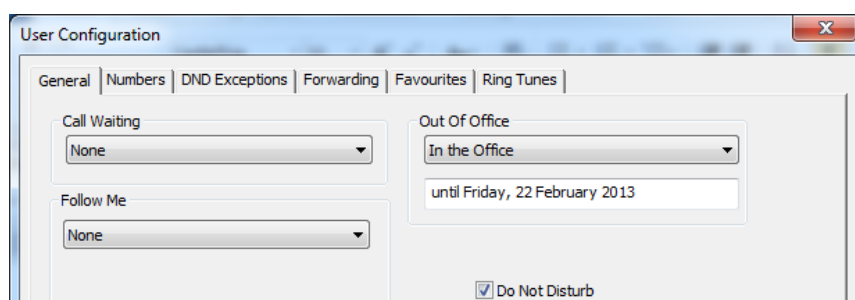 User Configuration
General Numbers DND Exceptions Forwarding Favourites Ring Tunes
Call Waiting
None
Out Of Office
In the Office
until Friday, 22 February 2013
Follow Me
None
Do Not Disturb